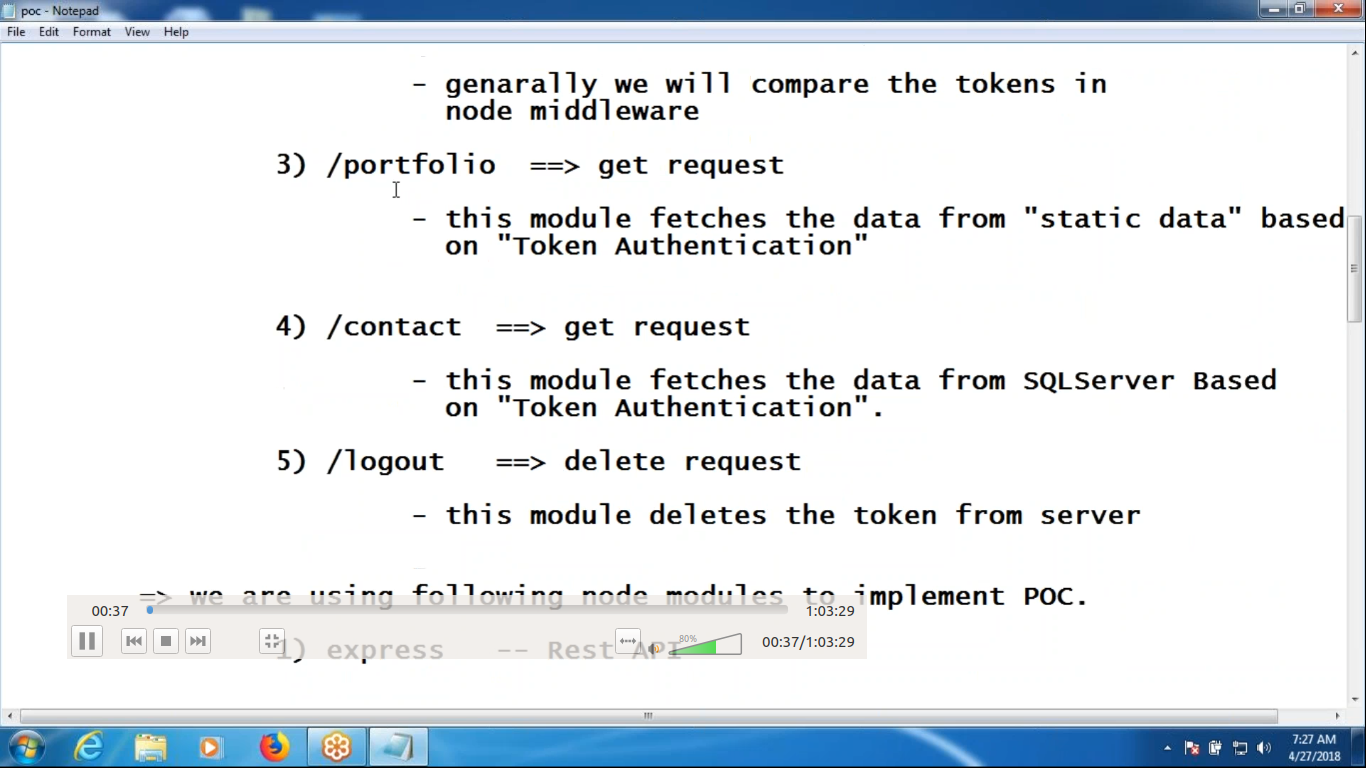 poc - Notepad
File Edit Format View Help
- genarally we will compare the tokens in
node middleware
3) /portfolio ==> get request
- this module fetches the data from "static data" based
on "Token Authentication"
4) /contact ==> get request
- this module fetches the data from SQLServer Based
on "Token Authentication".
5) /logout ==> delete request
- this module deletes the token from server
=> we are using following node modules to implement POC.
00:37 1:03:29
1) express -- Rest API
80% 00:37/1:03:29
7:27 AM
4/27/2018